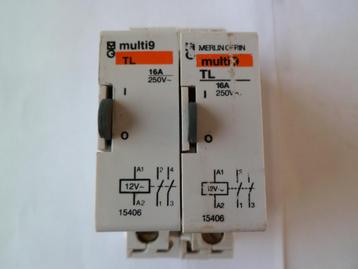 multi9
TL
16A
250V~
I
O
A1 2 4
12V~
A2 1 3
15406
MERLIN GERIN
multi9
TL
16A
250V~
I
O
A1
12V~
A2 1 3
15406